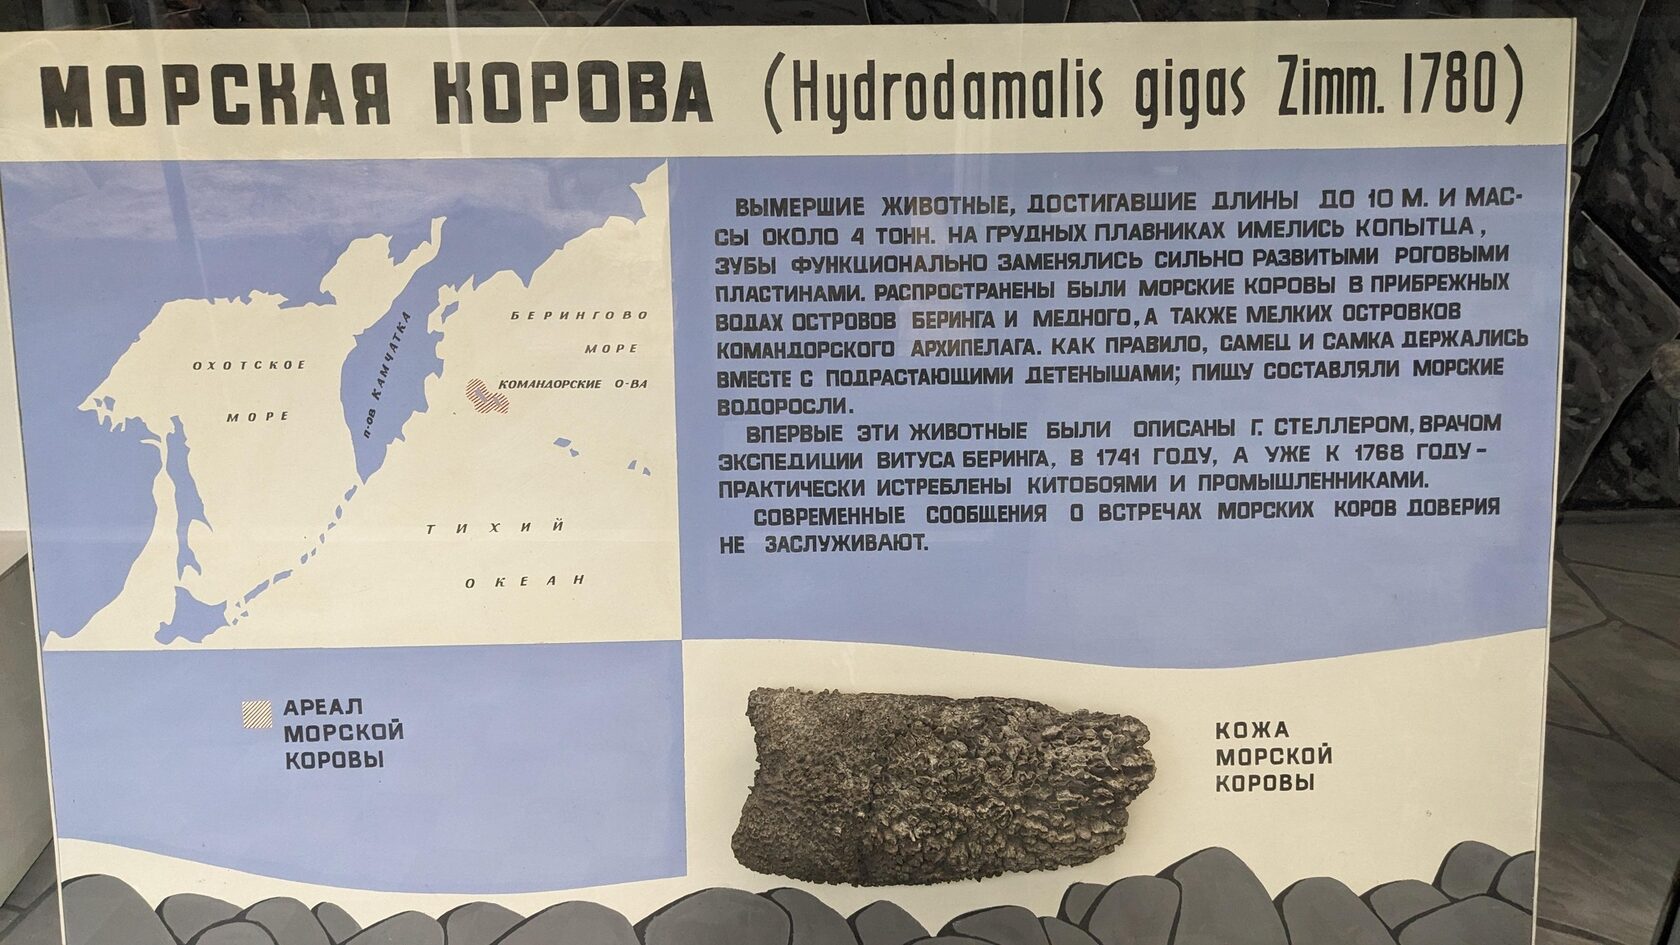 МОРСКАЯ КОРОВА (Hydrodamalis gigas Zimm. 1780)
БЕРИНГОВО
МОРЕ
ОХОТСКОЕ
МОРЕ
П-ОВ КАМЧАТКА
КОМАНДОРСКИЕ О-ВА
ТИХИЙ
ОКЕАН
ВЫМЕРШИЕ ЖИВОТНЫЕ, ДОСТИГАВШИЕ ДЛИНЫ ДО 10 М. И МАС-
СЫ ОКОЛО 4 ТОНН. НА ГРУДНЫХ ПЛАВНИКАХ ИМЕЛИСЬ КОПЫТЦА,
ЗУБЫ ФУНКЦИОНАЛЬНО ЗАМЕНЯЛИСЬ СИЛЬНО РАЗВИТЫМИ РОГОВЫМИ
ПЛАСТИНАМИ. РАСПРОСТРАНЕНЫ БЫЛИ МОРСКИЕ КОРОВЫ В ПРИБРЕЖНЫХ
ВОДАХ ОСТРОВОВ БЕРИНГА И МЕДНОГО, А ТАКЖЕ МЕЛКИХ ОСТРОВКОВ
КОМАНДОРСКОГО АРХИПЕЛАГА. КАК ПРАВИЛО, САМЕЦ И САМКА ДЕРЖАЛИСЬ
ВМЕСТЕ С ПОДРАСТАЮЩИМИ ДЕТЕНЫШАМИ; ПИЩУ СОСТАВЛЯЛИ МОРСКИЕ
ВОДОРОСЛИ.
ВПЕРВЫЕ ЭТИ ЖИВОТНЫЕ БЫЛИ ОПИСАНЫ Г. СТЕЛЛЕРОМ, ВРАЧОМ
ЭКСПЕДИЦИИ ВИТУСА БЕРИНГА, В 1741 ГОДУ, А УЖЕ К 1768 ГОДУ -
ПРАКТИЧЕСКИ ИСТРЕБЛЕНЫ КИТОБОЯМИ И ПРОМЫШЛЕННИКАМИ.
СОВРЕМЕННЫЕ СООБЩЕНИЯ О ВСТРЕЧАХ МОРСКИХ КОРОВ ДОВЕРИЯ
НЕ ЗАСЛУЖИВАЮТ.
АРЕАЛ
МОРСКОЙ
КОРОВЫ
КОЖА
МОРСКОЙ
КОРОВЫ